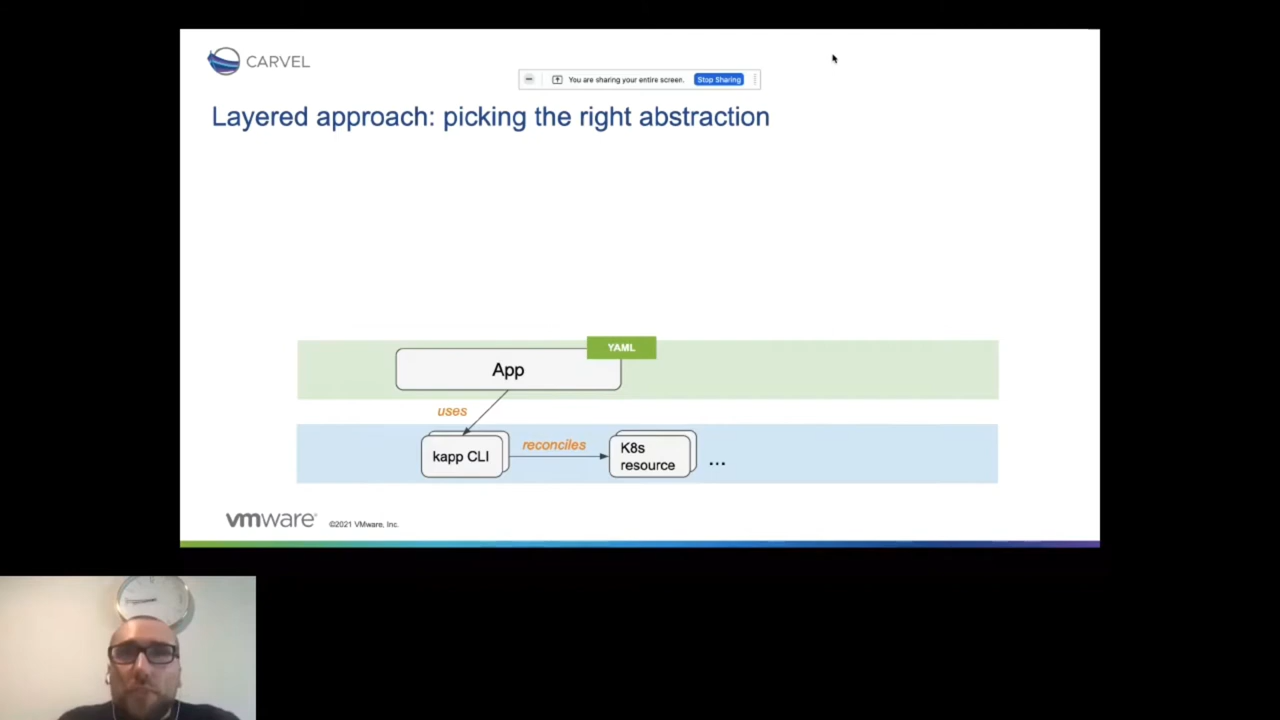 CARVEL
You are sharing your entire screen. Stop Sharing
Layered approach: picking the right abstraction
YAML
App
uses
kapp CLI
reconciles
K8s
resource
...
vmware® ©2021 VMware, Inc.